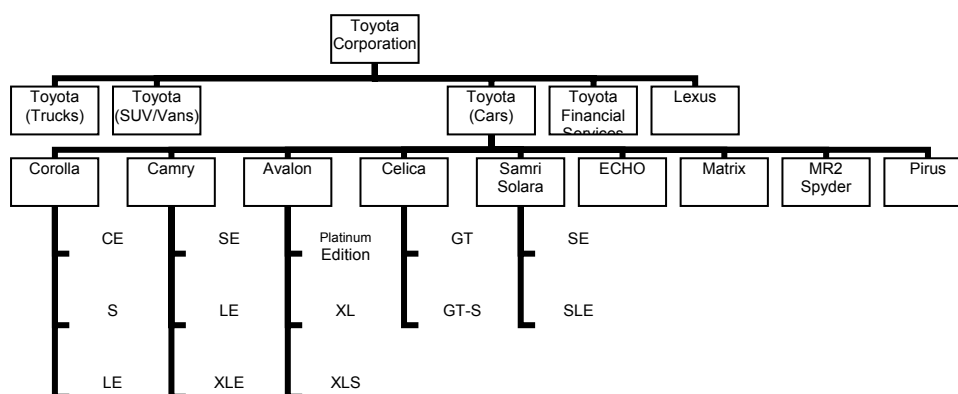 Toyota
Corporation
Toyota
(Trucks)
Toyota
(SUV/Vans)
Toyota
(Cars)
Toyota
Financial
Services
Lexus
Corolla
Camry
Avalon
Celica
Samri
Solara
ECHO
Matrix
MR2
Spyder
Pirus
CE
SE
Platinum
Edition
GT
SE
S
LE
XL
GT-S
SLE
LE
XLE
XLS